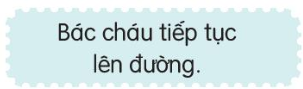 Bác cháu tiếp tục
lên đường.